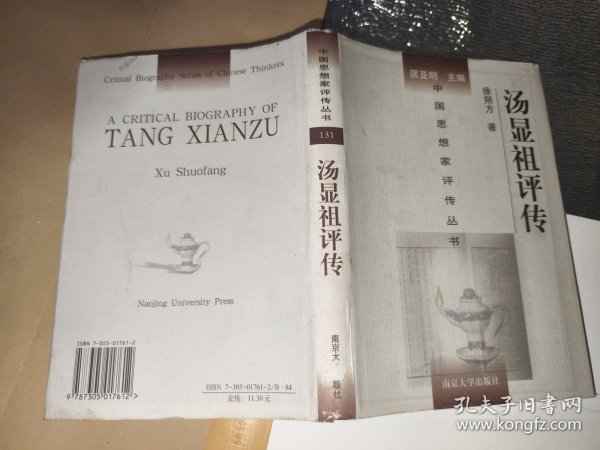 Critical Biography Series of Chinese Thinkers
A CRITICAL BIOGRAPHY OF
TANG XIANZU
Xu Shuofang
Nanjing University Press
ISBN 7-305-01761-2
9 787305 017612 >
ISBN 7-305-01761-2/B·84
定价: 11.30元
中国思想家评传丛书
131
汤显祖评传
南京大
版社
匡亚明 主编
中国思想家评传丛书
徐朔方 著
汤显祖评传
南京大学出版社
孔夫子旧书网
www.kongfz.com